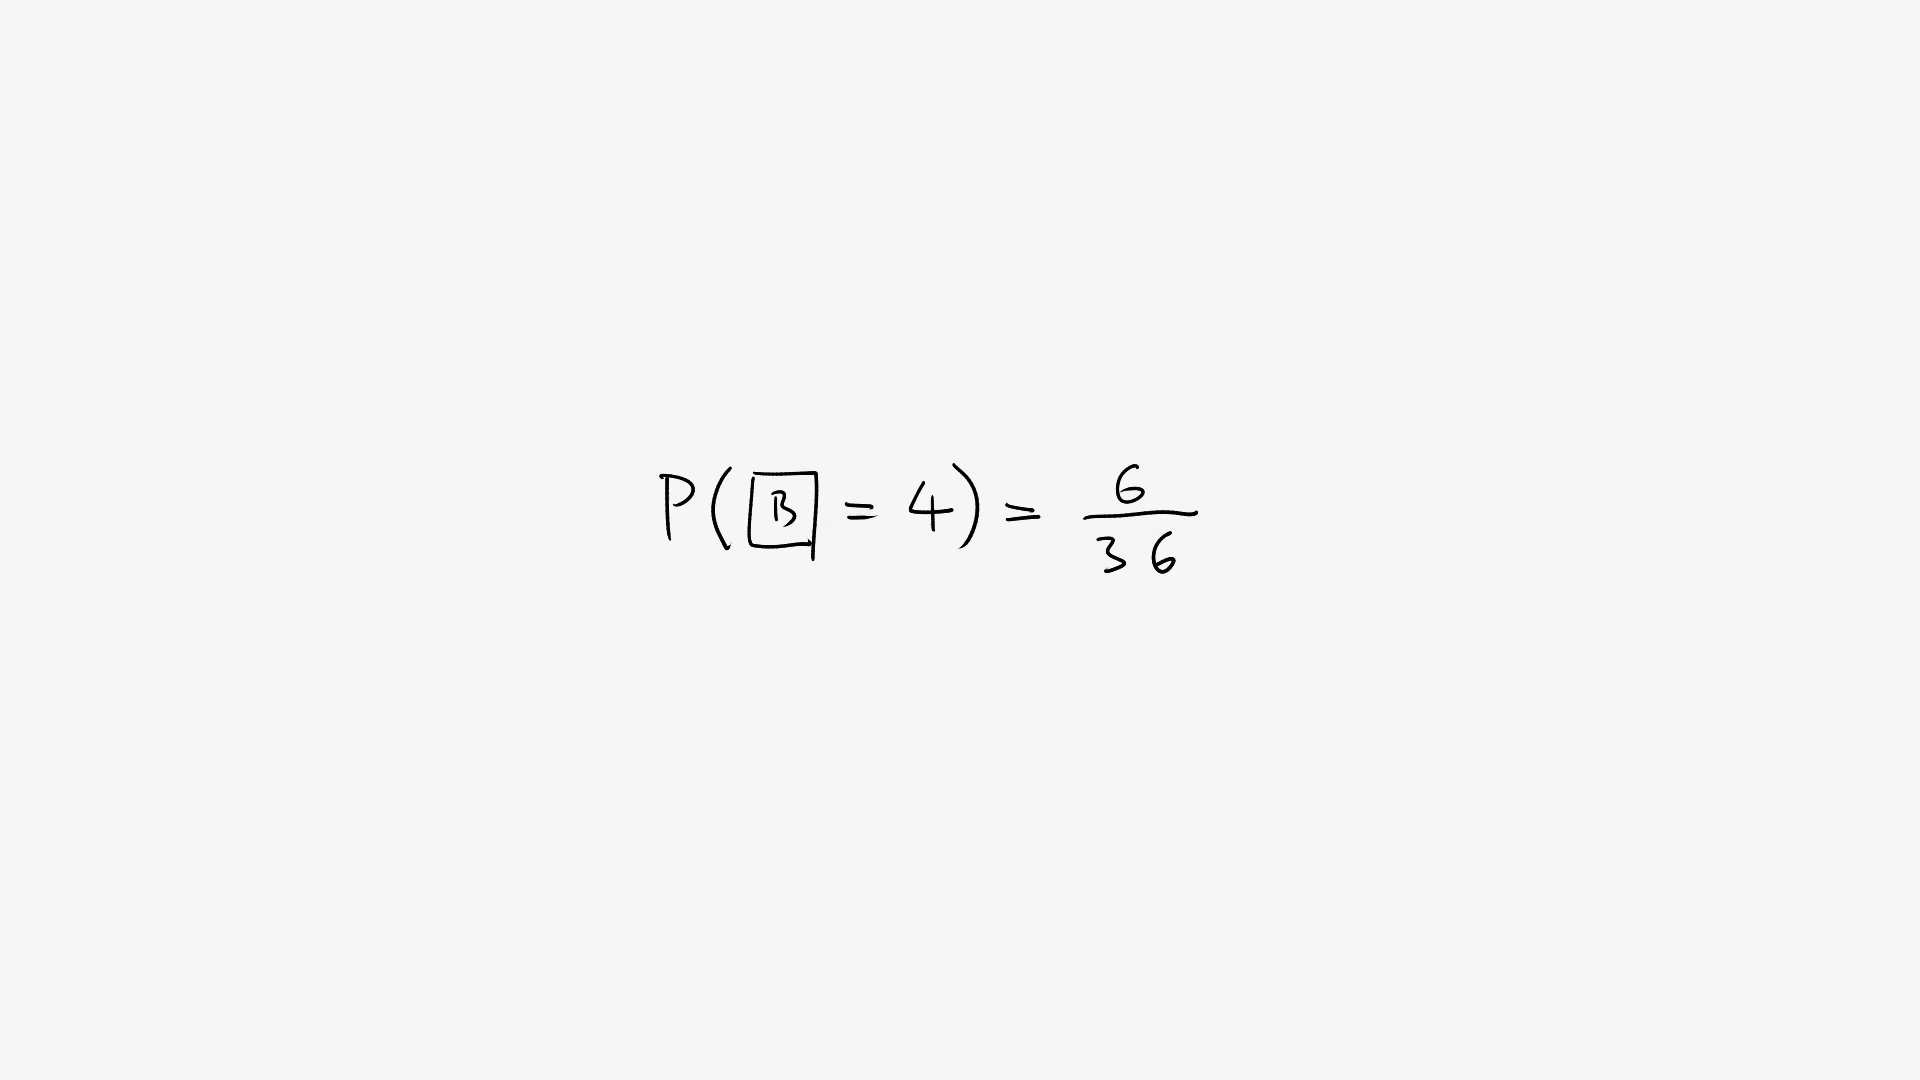 P( B = 4) = 6/36